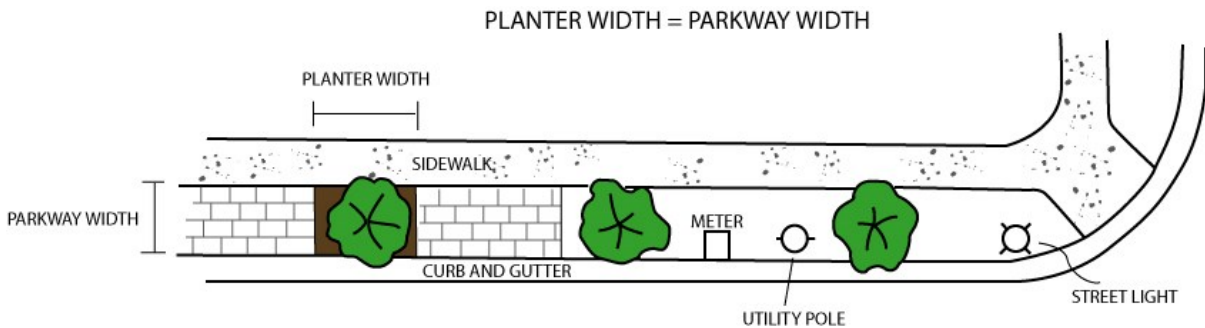 PLANTER WIDTH = PARKWAY WIDTH
PLANTER WIDTH
SIDEWALK
PARKWAY WIDTH
METER
CURB AND GUTTER
STREET LIGHT
UTILITY POLE